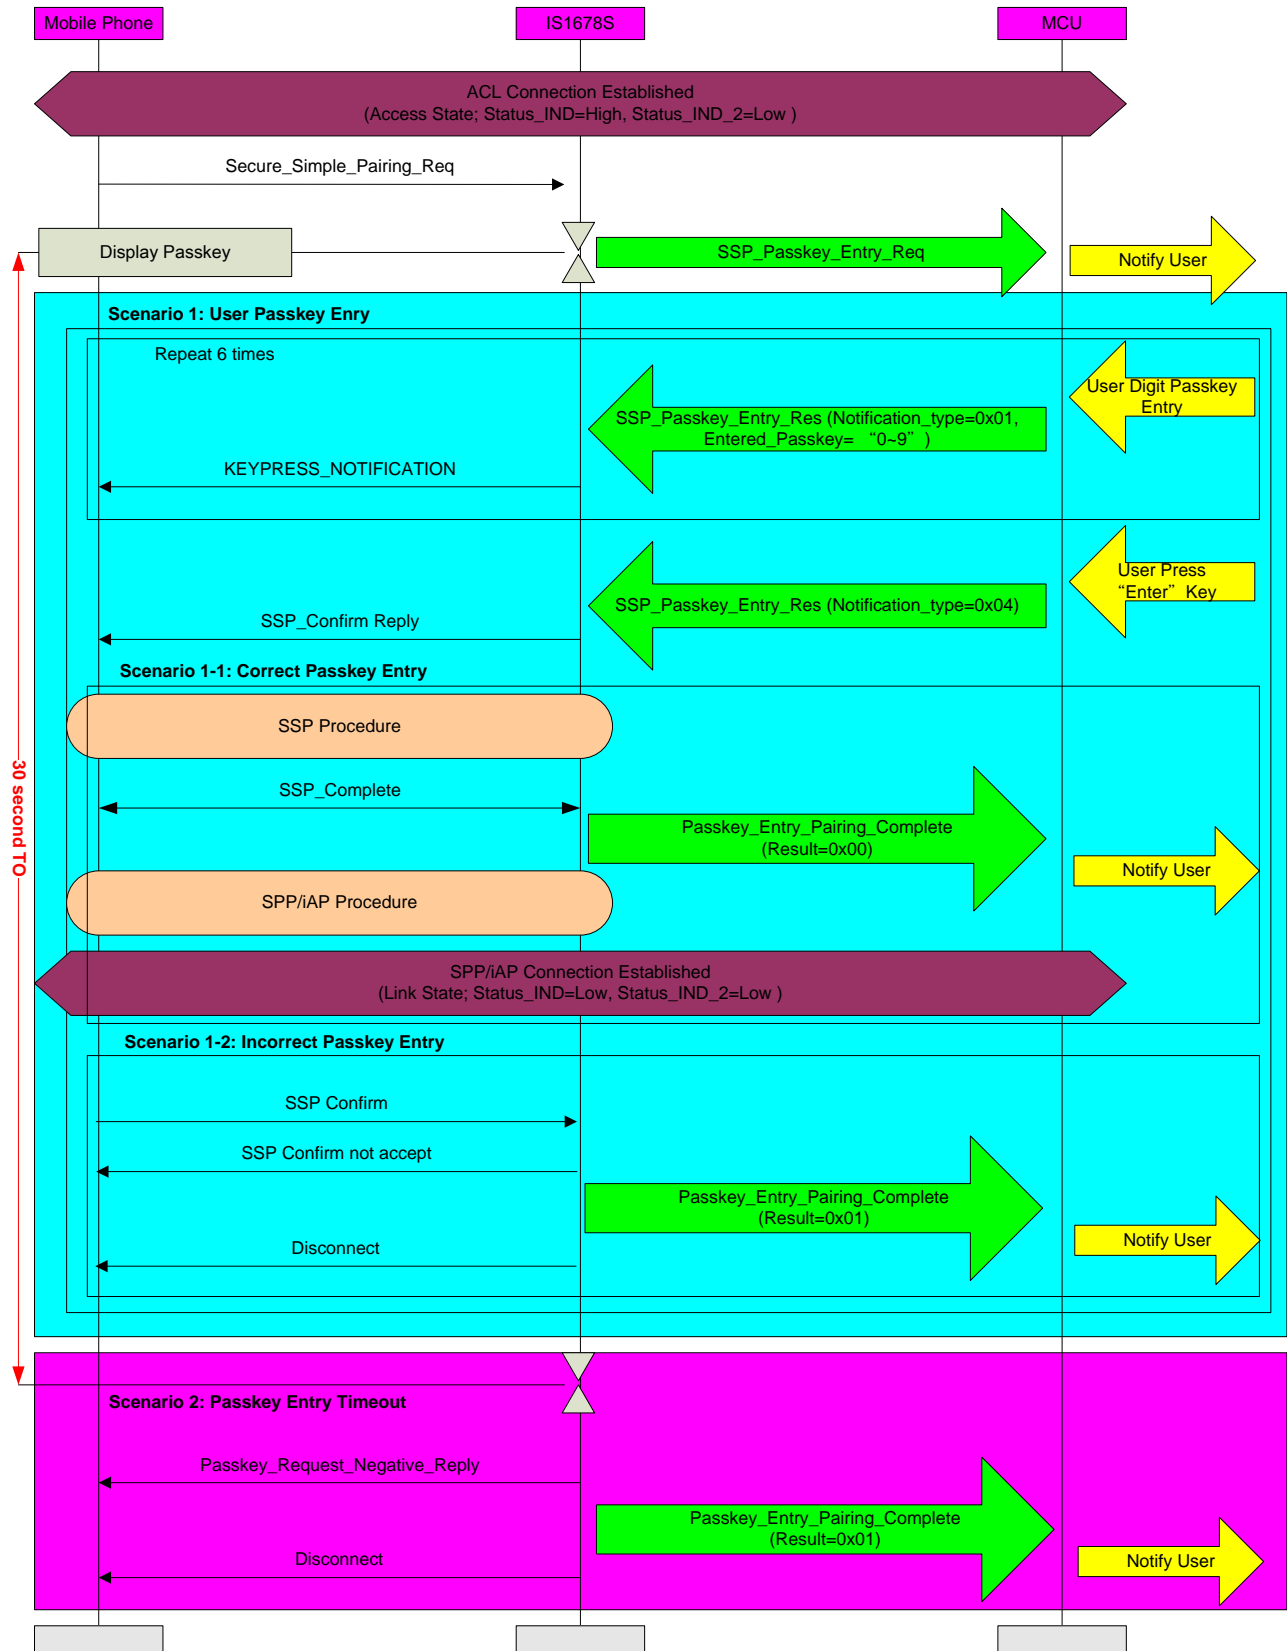 Mobile Phone
IS1678S
MCU
ACL Connection Established
(Access State; Status_IND=High, Status_IND_2=Low )
Secure_Simple_Pairing_Req
Display Passkey
SSP_Passkey_Entry_Req
Notify User
Scenario 1: User Passkey Enry
Repeat 6 times
User Digit Passkey
Entry
SSP_Passkey_Entry_Res (Notification_type=0x01,
Entered_Passkey= “0~9” )
KEYPRESS_NOTIFICATION
User Press
“Enter” Key
SSP_Passkey_Entry_Res (Notification_type=0x04)
SSP_Confirm Reply
Scenario 1-1: Correct Passkey Entry
SSP Procedure
30 second TO
SSP_Complete
Passkey_Entry_Pairing_Complete
(Result=0x00)
Notify User
SPP/iAP Procedure
SPP/iAP Connection Established
(Link State; Status_IND=Low, Status_IND_2=Low )
Scenario 1-2: Incorrect Passkey Entry
SSP Confirm
SSP Confirm not accept
Passkey_Entry_Pairing_Complete
(Result=0x01)
Notify User
Disconnect
Scenario 2: Passkey Entry Timeout
Passkey_Request_Negative_Reply
Passkey_Entry_Pairing_Complete
(Result=0x01)
Disconnect
Notify User